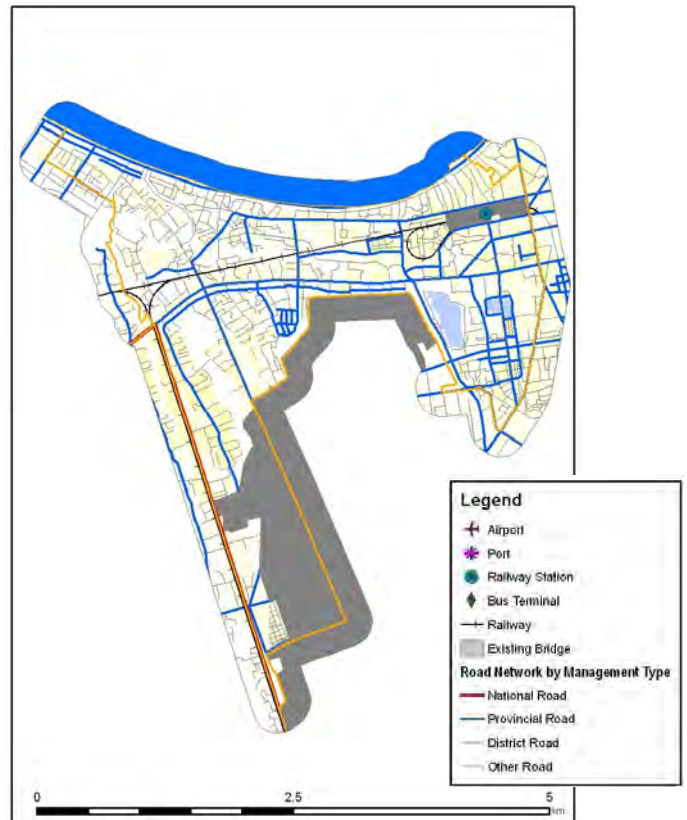 Legend
Airport
Port
Railway Station
Bus Terminal
Railway
Existing Bridge
Road Network by Management Type
National Road
Provincial Road
District Road
Other Road
0 2.5 5
km